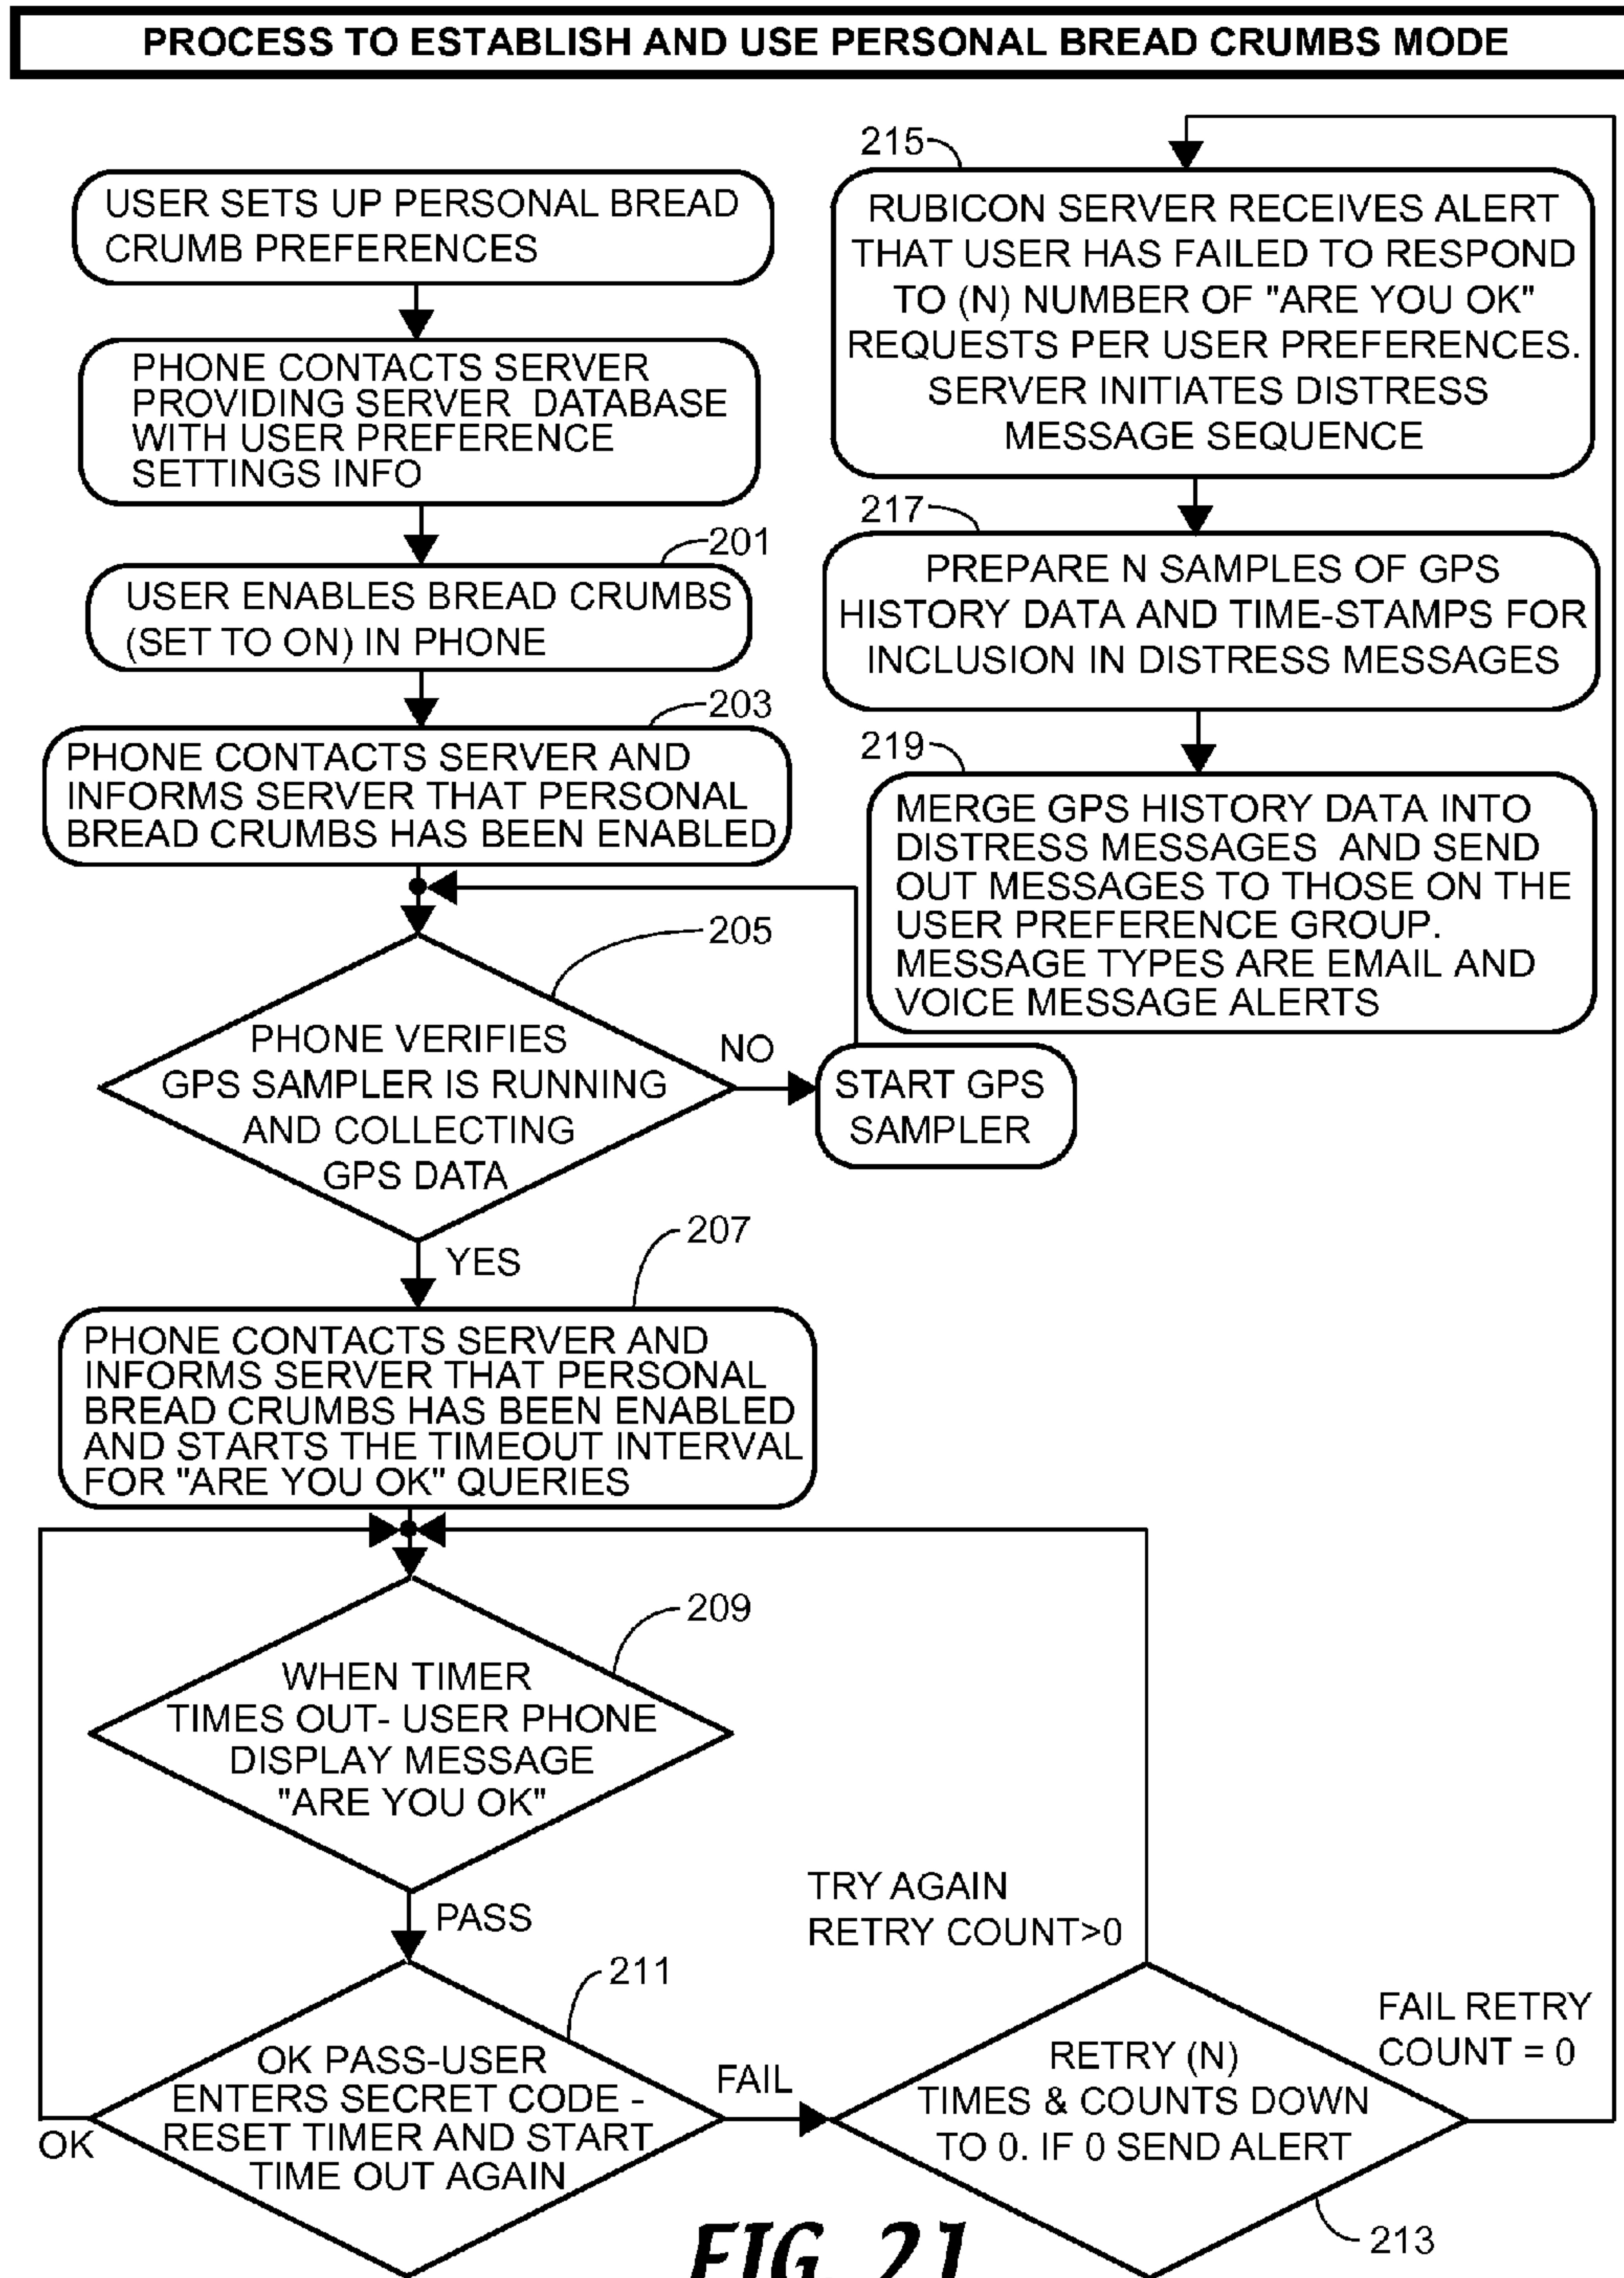 PROCESS TO ESTABLISH AND USE PERSONAL BREAD CRUMBS MODE
USER SETS UP PERSONAL BREAD
CRUMB PREFERENCES
PHONE CONTACTS SERVER
PROVIDING SERVER DATABASE
WITH USER PREFERENCE
SETTINGS INFO
201
USER ENABLES BREAD CRUMBS
(SET TO ON) IN PHONE
203
PHONE CONTACTS SERVER AND
INFORMS SERVER THAT PERSONAL
BREAD CRUMBS HAS BEEN ENABLED
205
PHONE VERIFIES
GPS SAMPLER IS RUNNING
AND COLLECTING
GPS DATA
NO
START GPS
SAMPLER
YES
207
PHONE CONTACTS SERVER AND
INFORMS SERVER THAT PERSONAL
BREAD CRUMBS HAS BEEN ENABLED
AND STARTS THE TIMEOUT INTERVAL
FOR "ARE YOU OK" QUERIES
209
WHEN TIMER
TIMES OUT- USER PHONE
DISPLAY MESSAGE
"ARE YOU OK"
PASS
211
OK PASS-USER
ENTERS SECRET CODE -
RESET TIMER AND START
TIME OUT AGAIN
OK
FAIL
TRY AGAIN
RETRY COUNT>0
RETRY (N)
TIMES & COUNTS DOWN
TO 0. IF 0 SEND ALERT
213
FAIL RETRY
COUNT = 0
215
RUBICON SERVER RECEIVES ALERT
THAT USER HAS FAILED TO RESPOND
TO (N) NUMBER OF "ARE YOU OK"
REQUESTS PER USER PREFERENCES.
SERVER INITIATES DISTRESS
MESSAGE SEQUENCE
217
PREPARE N SAMPLES OF GPS
HISTORY DATA AND TIME-STAMPS FOR
INCLUSION IN DISTRESS MESSAGES
219
MERGE GPS HISTORY DATA INTO
DISTRESS MESSAGES AND SEND
OUT MESSAGES TO THOSE ON THE
USER PREFERENCE GROUP.
MESSAGE TYPES ARE EMAIL AND
VOICE MESSAGE ALERTS
FIG. 21